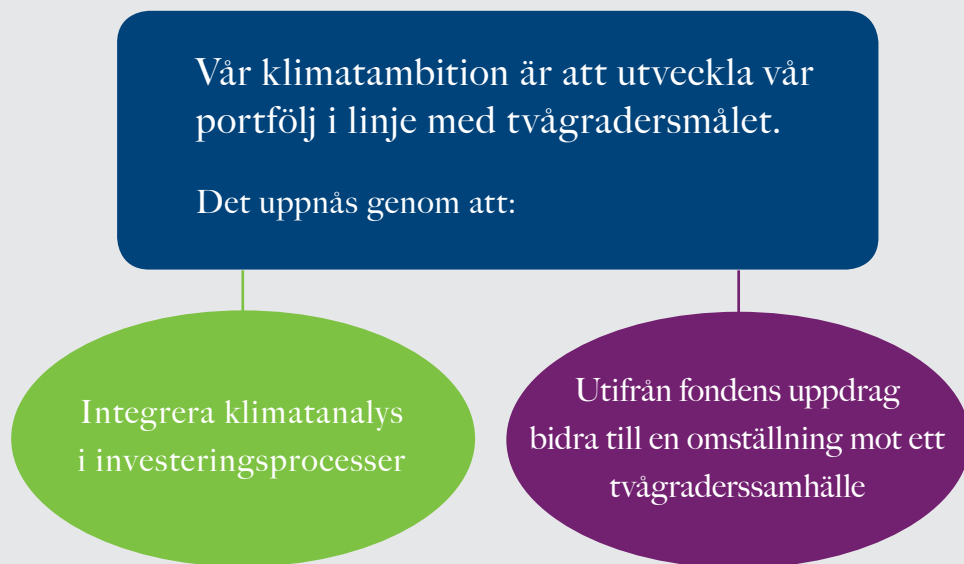 Vår klimatambition är att utveckla vår
portfölj i linje med tvågradersmålet.
Det uppnås genom att:
Integrera klimatanalys
i investeringsprocesser
Utifrån fondens uppdrag
bidra till en omställning mot ett
tvågraderssamhälle